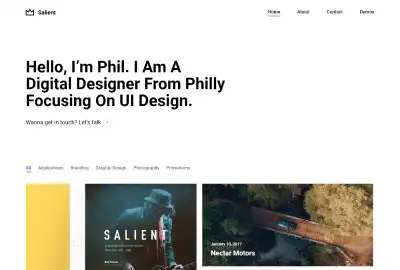 Salient
Home About Contact Demos
Hello, I'm Phil. I Am A
Digital Designer From Philly
Focusing On UI Design.
Wanna get in touch? Let's talk
All Applications Branding Graphic Design Photography Promotions
SALIENT
January 10, 2017
Nectar Motors